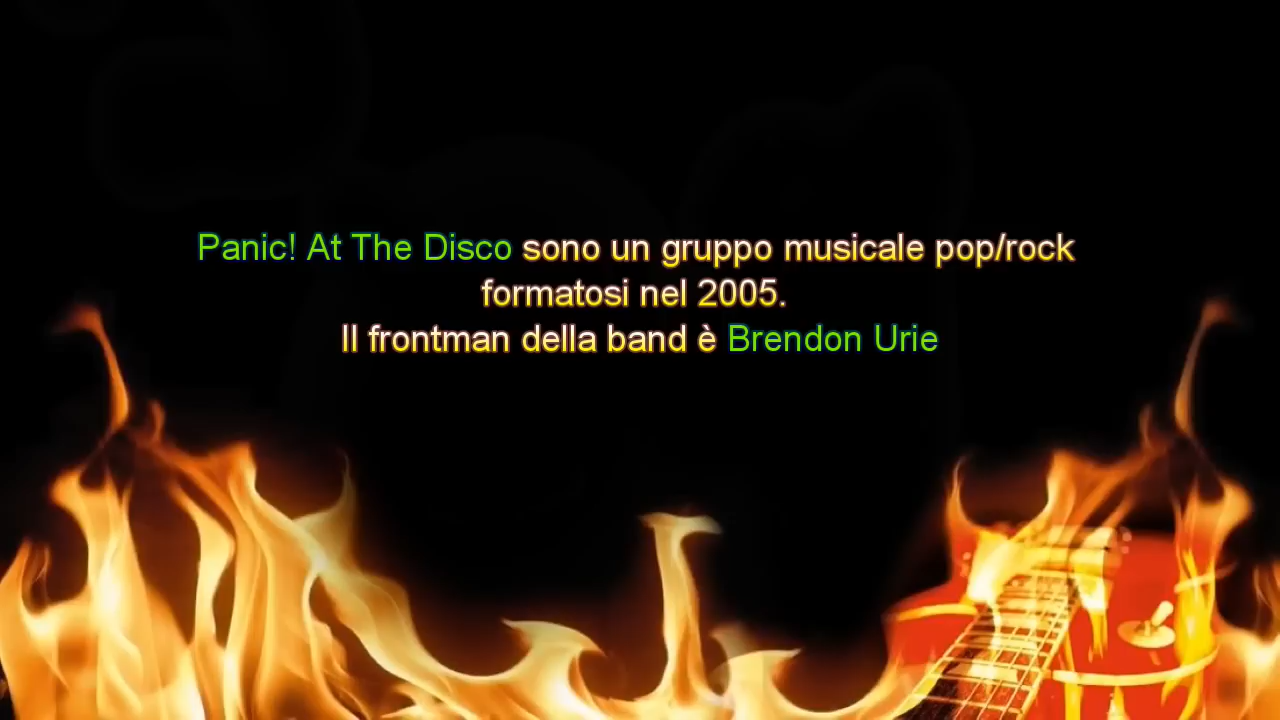 Panic! At The Disco sono un gruppo musicale pop/rock
formatosi nel 2005.
Il frontman della band è Brendon Urie